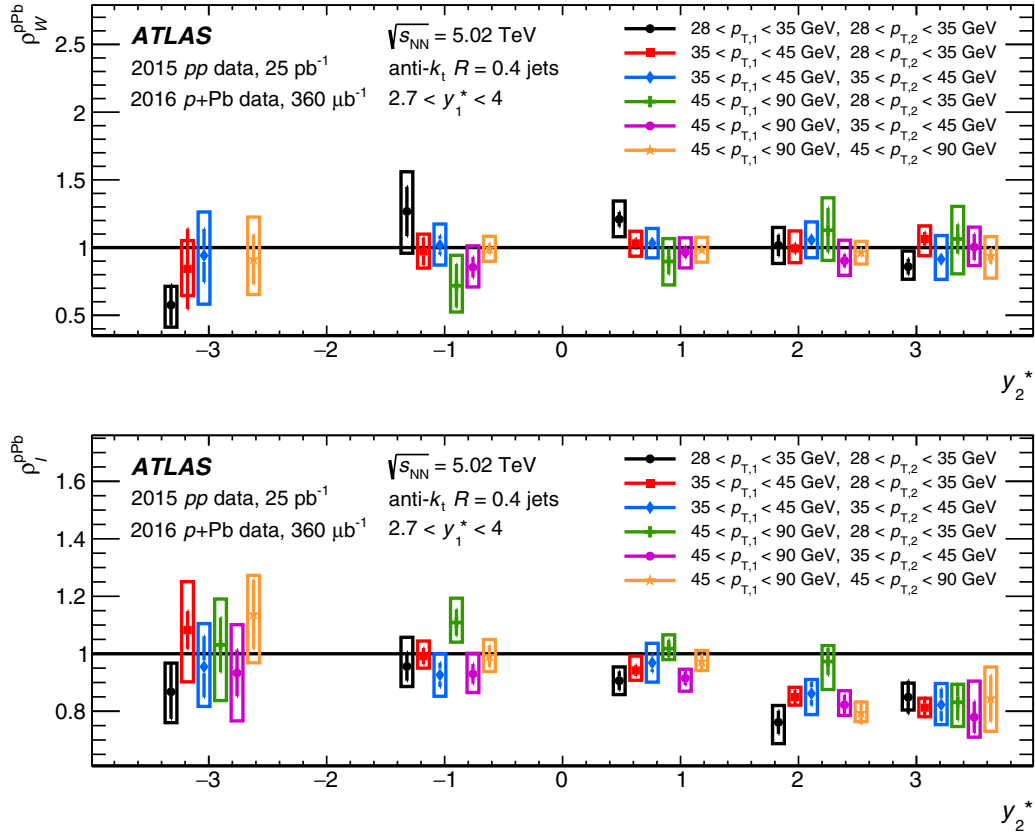 ρ_W^pPb
ATLAS
2015 pp data, 25 pb⁻¹
2016 p+Pb data, 360 μb⁻¹
√s_NN = 5.02 TeV
anti-k_t R = 0.4 jets
2.7 < y₁* < 4
28 < p_T,1 < 35 GeV, 28 < p_T,2 < 35 GeV
35 < p_T,1 < 45 GeV, 28 < p_T,2 < 35 GeV
35 < p_T,1 < 45 GeV, 35 < p_T,2 < 45 GeV
45 < p_T,1 < 90 GeV, 28 < p_T,2 < 35 GeV
45 < p_T,1 < 90 GeV, 35 < p_T,2 < 45 GeV
45 < p_T,1 < 90 GeV, 45 < p_T,2 < 90 GeV
2.5
2
1.5
1
0.5
−3 −2 −1 0 1 2 3
y₂*
ρ_I^pPb
ATLAS
2015 pp data, 25 pb⁻¹
2016 p+Pb data, 360 μb⁻¹
√s_NN = 5.02 TeV
anti-k_t R = 0.4 jets
2.7 < y₁* < 4
28 < p_T,1 < 35 GeV, 28 < p_T,2 < 35 GeV
35 < p_T,1 < 45 GeV, 28 < p_T,2 < 35 GeV
35 < p_T,1 < 45 GeV, 35 < p_T,2 < 45 GeV
45 < p_T,1 < 90 GeV, 28 < p_T,2 < 35 GeV
45 < p_T,1 < 90 GeV, 35 < p_T,2 < 45 GeV
45 < p_T,1 < 90 GeV, 45 < p_T,2 < 90 GeV
1.6
1.4
1.2
1
0.8
−3 −2 −1 0 1 2 3
y₂*